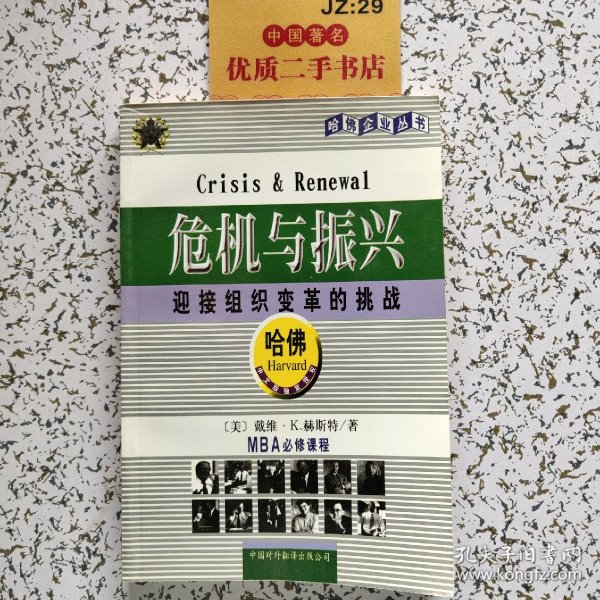 JZ:29
中国著名
优质二手书店
哈佛企业丛书
Crisis & Renewal
危机与振兴
迎接组织变革的挑战
哈佛
Harvard
〔美〕戴维·K.赫斯特/著
MBA必修课程
中国对外翻译出版公司
孔夫子旧书网
www.kongfz.com